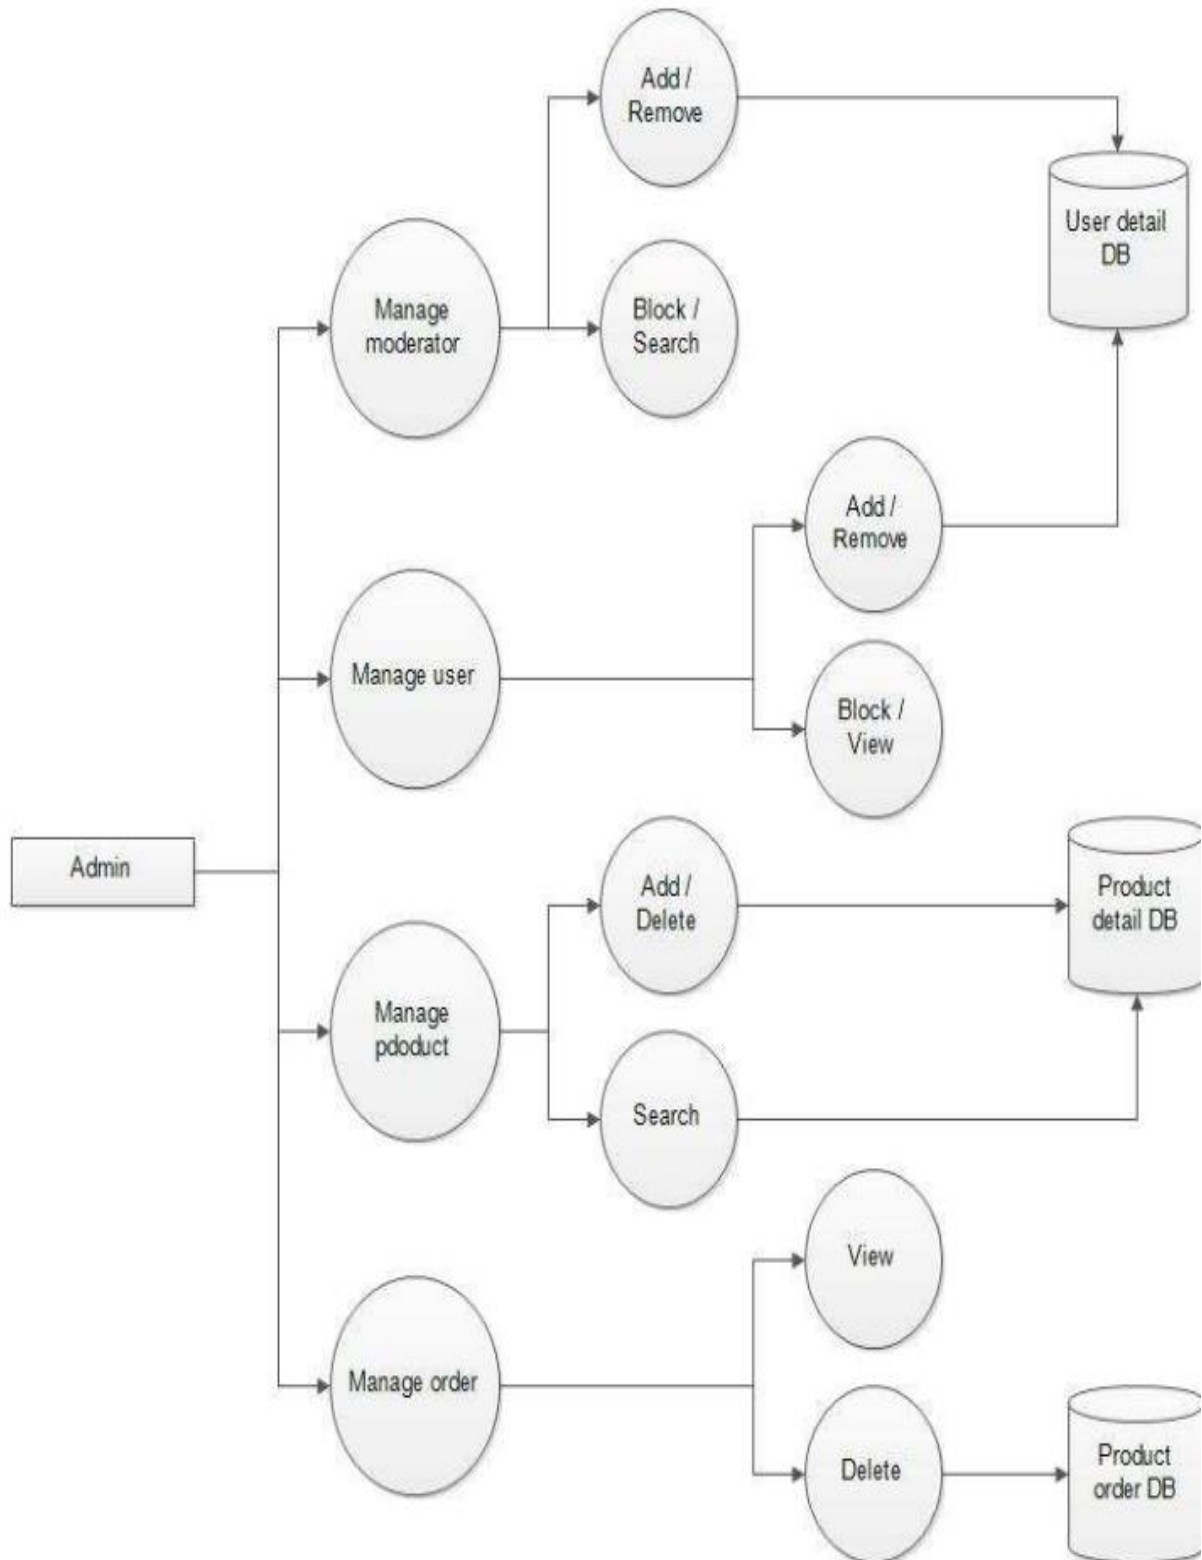 Add /
Remove
User detail
DB
Manage
moderator
Block /
Search
Add /
Remove
Manage user
Block /
View
Admin
Add /
Delete
Product
detail DB
Manage
pdoduct
Search
View
Manage order
Delete
Product
order DB